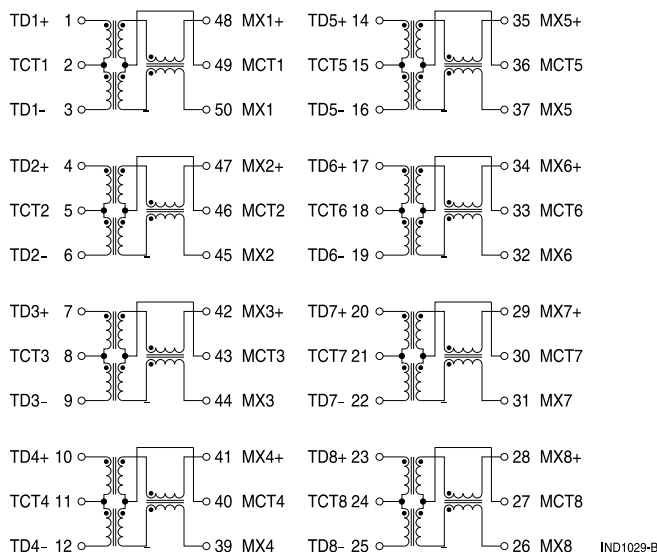 TD1+ 1 48 MX1+ TD5+ 14 35 MX5+
TCT1 2 49 MCT1 TCT5 15 36 MCT5
TD1- 3 50 MX1 TD5- 16 37 MX5
TD2+ 4 47 MX2+ TD6+ 17 34 MX6+
TCT2 5 46 MCT2 TCT6 18 33 MCT6
TD2- 6 45 MX2 TD6- 19 32 MX6
TD3+ 7 42 MX3+ TD7+ 20 29 MX7+
TCT3 8 43 MCT3 TCT7 21 30 MCT7
TD3- 9 44 MX3 TD7- 22 31 MX7
TD4+ 10 41 MX4+ TD8+ 23 28 MX8+
TCT4 11 40 MCT4 TCT8 24 27 MCT8
TD4- 12 39 MX4 TD8- 25 26 MX8 IND1029-B